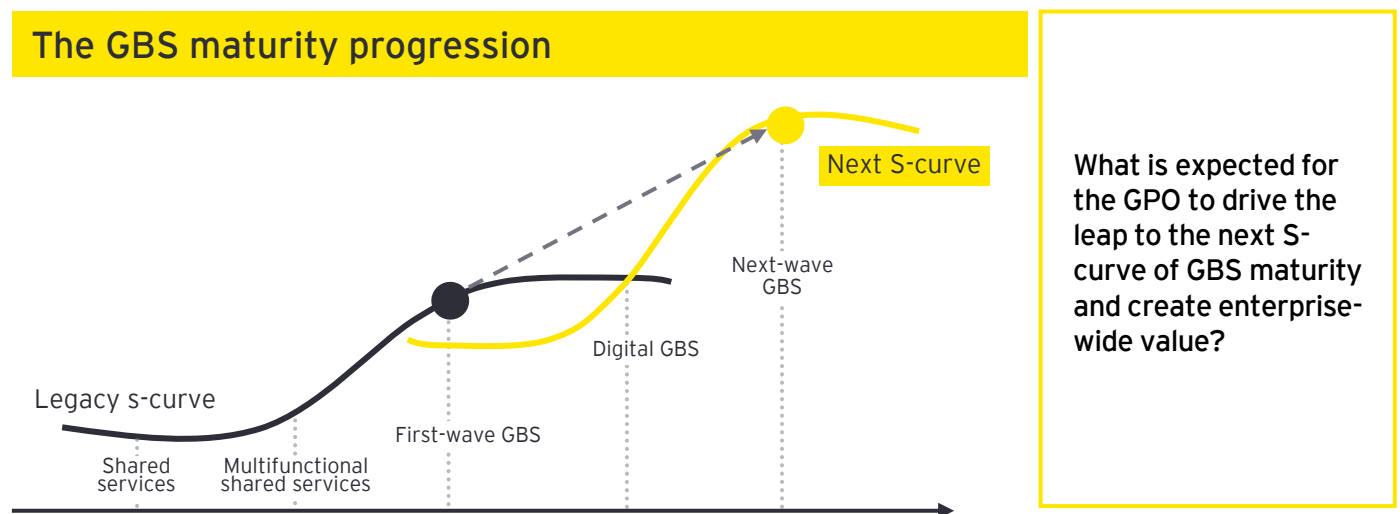 The GBS maturity progression
Next S-curve
Next-wave
GBS
Digital GBS
Legacy s-curve
First-wave GBS
Shared
services
Multifunctional
shared services
What is expected for
the GPO to drive the
leap to the next S-
curve of GBS maturity
and create enterprise-
wide value?